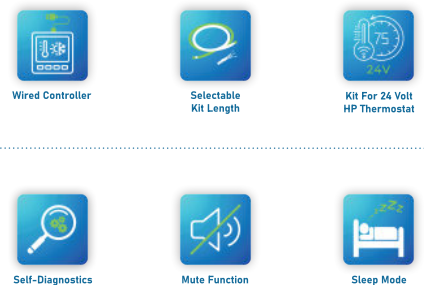 75
24V
Wired Controller
Selectable
Kit Length
Kit For 24 Volt
HP Thermostat
zzZ
Self-Diagnostics
Mute Function
Sleep Mode